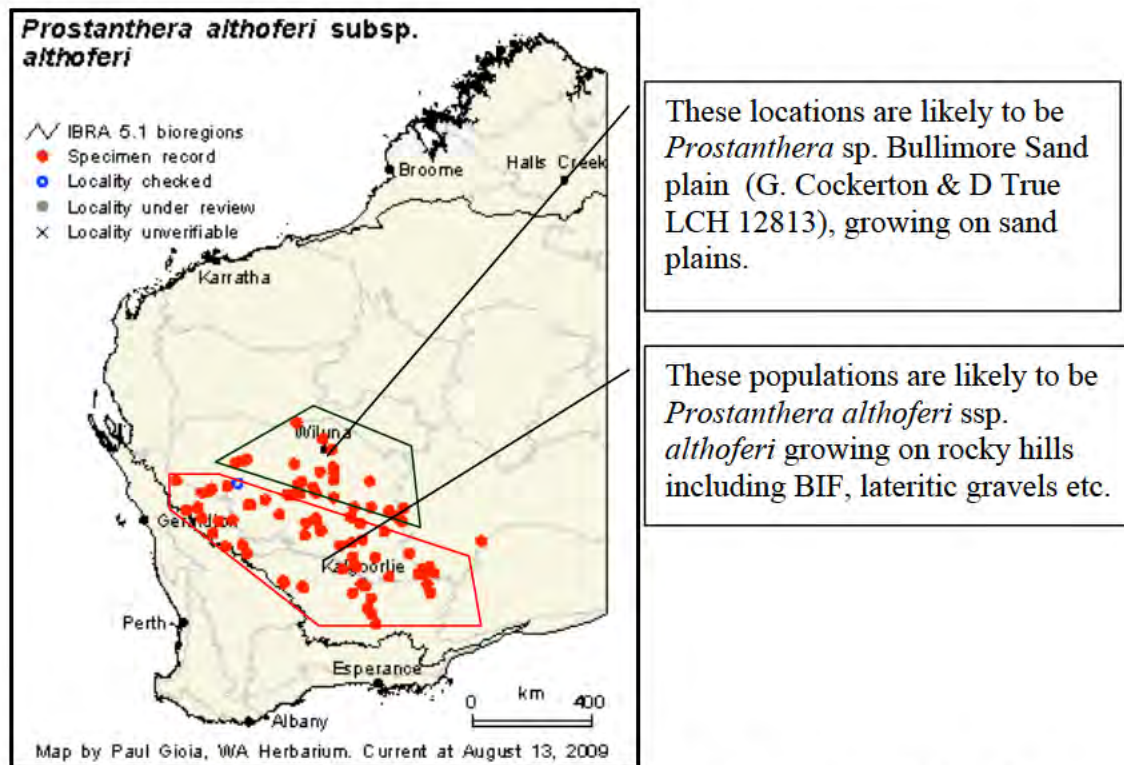 Prostanthera althoferi subsp.
althoferi
IBRA 5.1 bioregions
Specimen record
Locality checked
Locality under review
Locality unverifiable
Broome
Halls Creek
Karratha
Wiluna
Geraldton
Kalgoorlie
Perth
Esperance
Albany
km
0 400
Map by Paul Gioia, WA Herbarium. Current at August 13, 2009
These locations are likely to be
Prostanthera sp. Bullimore Sand
plain (G. Cockerton & D True
LCH 12813), growing on sand
plains.
These populations are likely to be
Prostanthera althoferi ssp.
althoferi growing on rocky hills
including BIF, lateritic gravels etc.